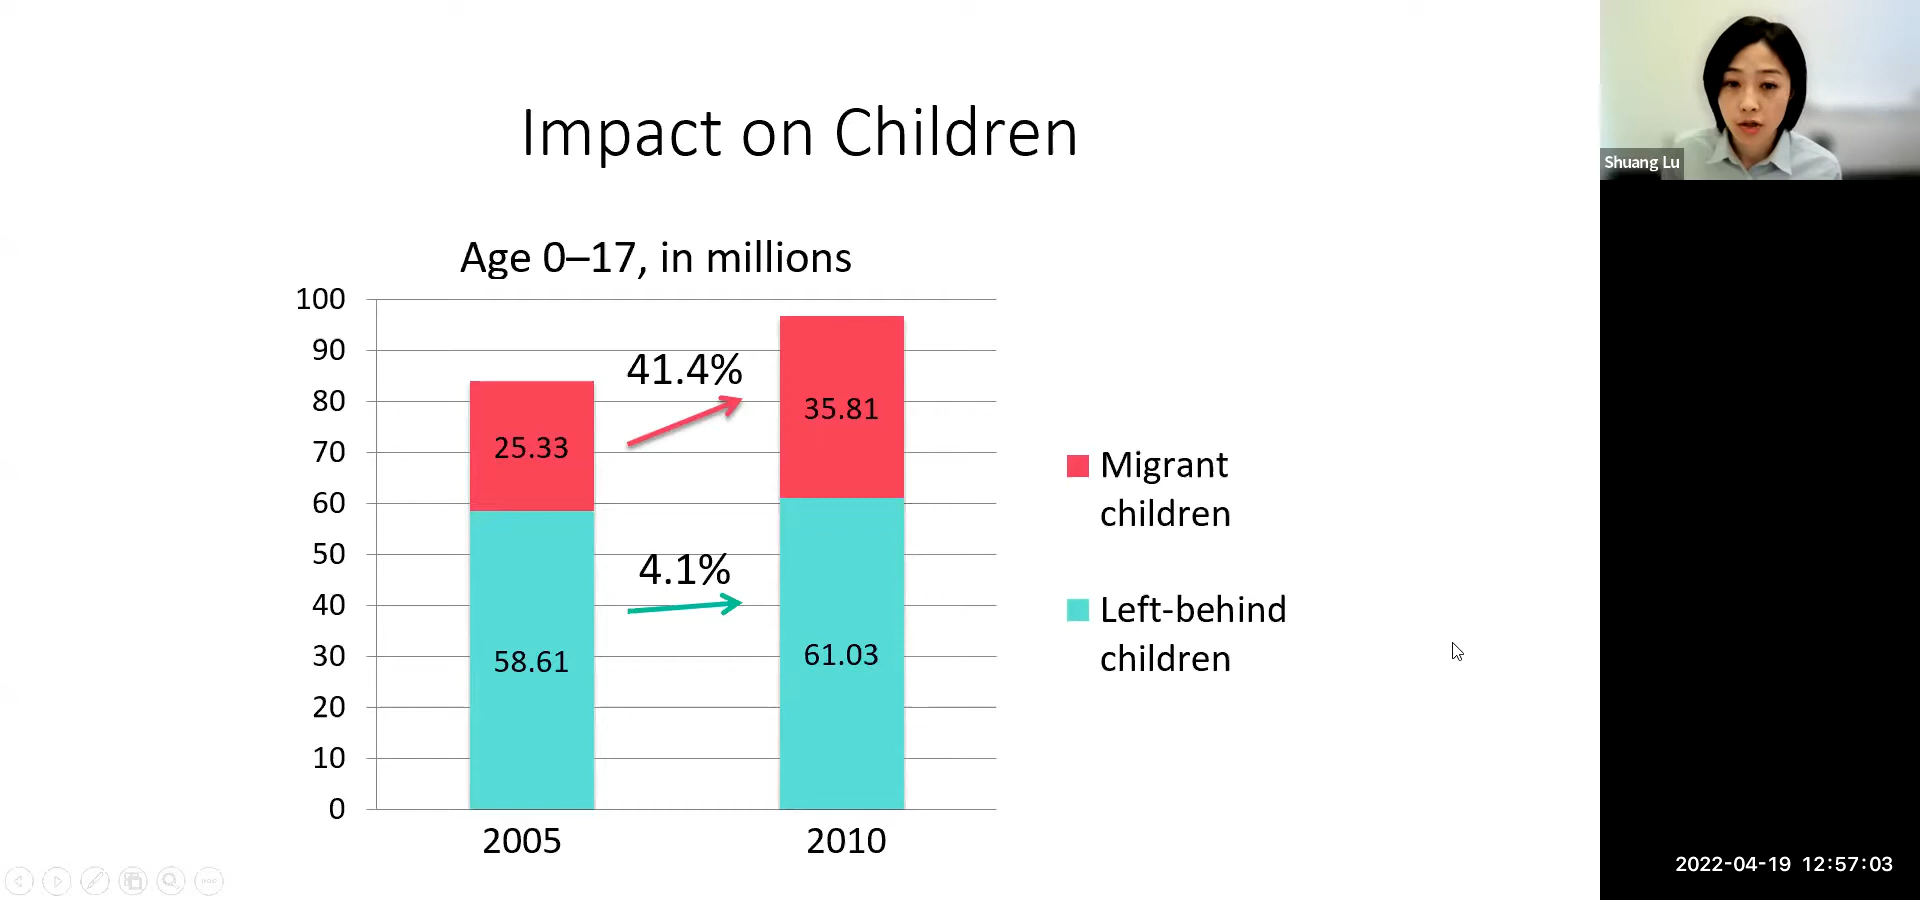 Impact on Children
Age 0–17, in millions
100
90
80
70
60
50
40
30
20
10
0
41.4%
4.1%
25.33
58.61
35.81
61.03
2005
2010
Migrant
children
Left-behind
children
Shuang Lu
2022-04-19 12:57:03